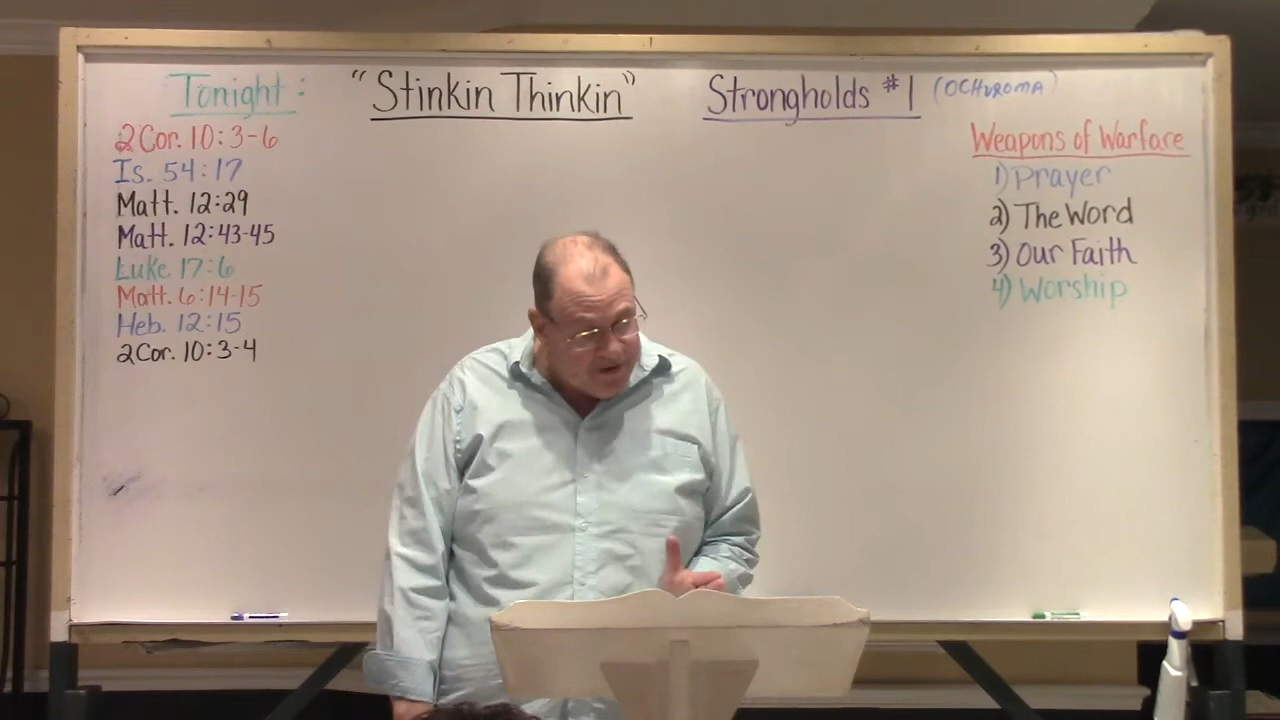 Tonight: "Stinkin Thinkin" Strongholds #1 (OCHUROMA)
2Cor. 10:3-6
Is. 54:17
Matt. 12:29
Matt. 12:43-45
Luke 17:6
Matt. 6:14-15
Heb. 12:15
2Cor. 10:3-4
Weapons of Warfare
1) Prayer
2) The Word
3) Our Faith
4) Worship